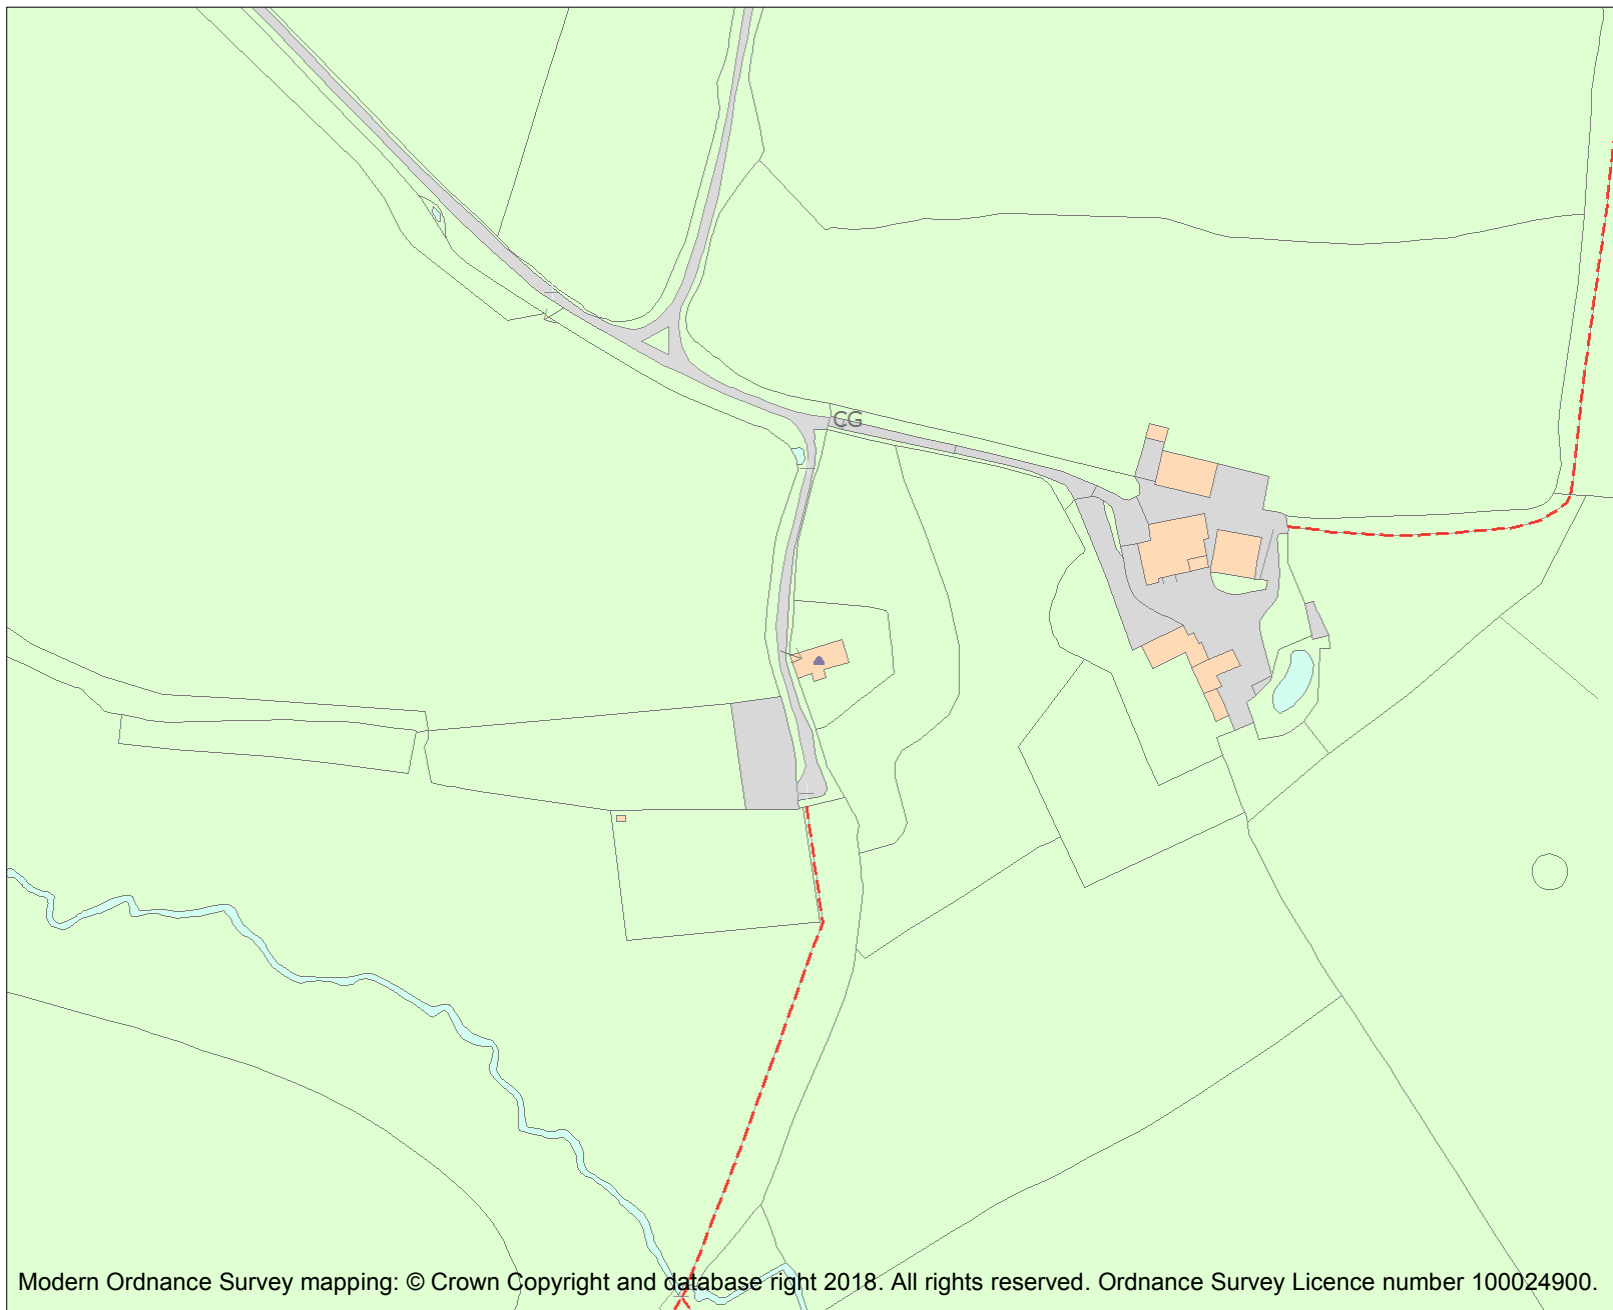 CG
Modern Ordnance Survey mapping: © Crown Copyright and database right 2018. All rights reserved. Ordnance Survey Licence number 100024900.